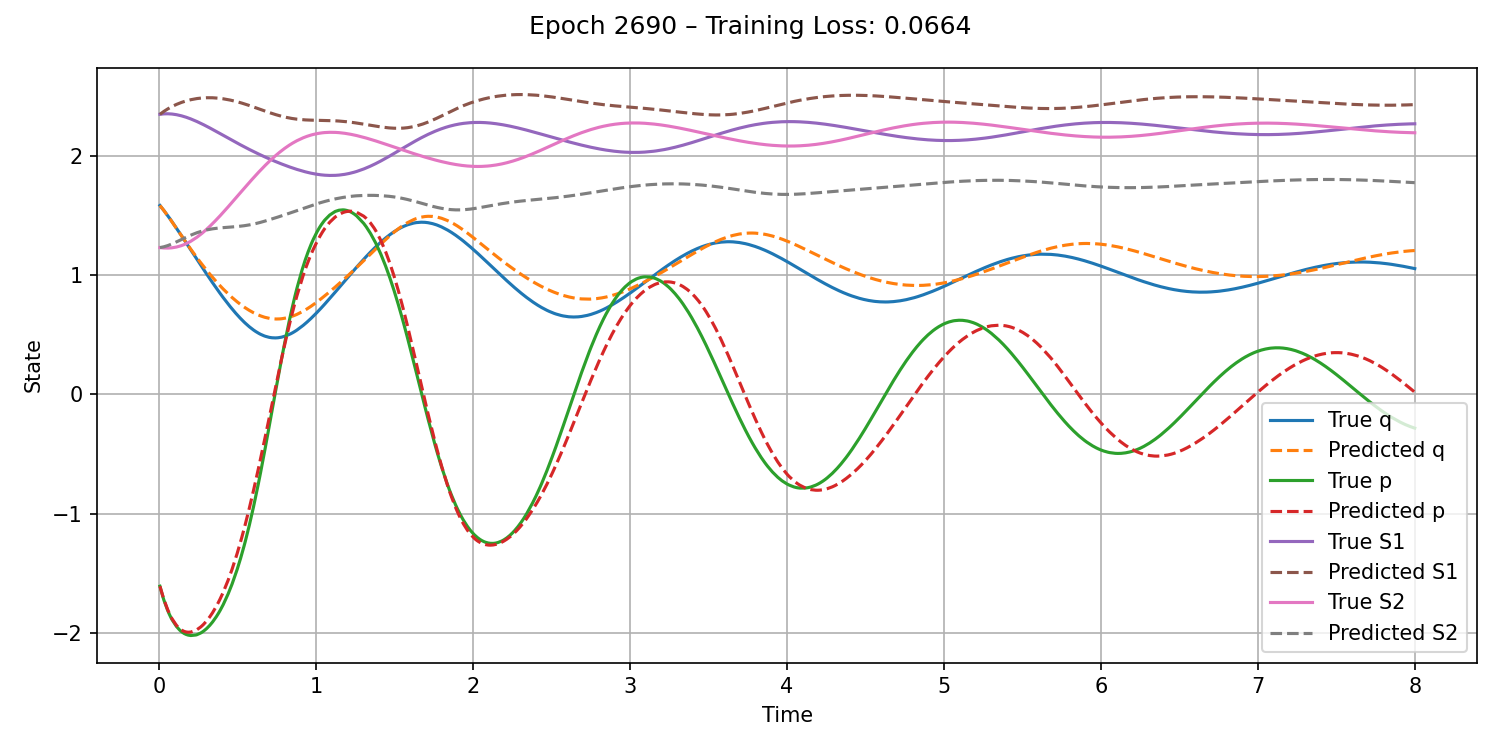 Epoch 2690 – Training Loss: 0.0664
State
2
1
0
−1
−2
0 1 2 3 4 5 6 7 8
Time
True q
Predicted q
True p
Predicted p
True S1
Predicted S1
True S2
Predicted S2